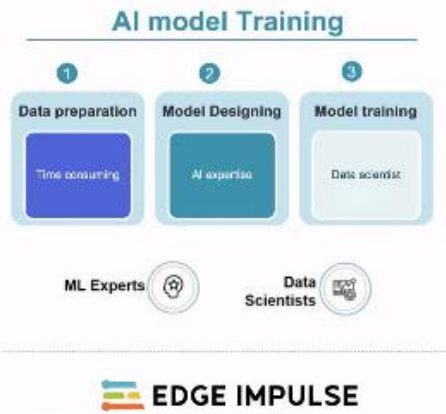 AI model Training
1
2
3
Data preparation
Model Designing
Model training
Time consuming
AI expertise
Data scientist
ML Experts
Data
Scientists
EDGE IMPULSE